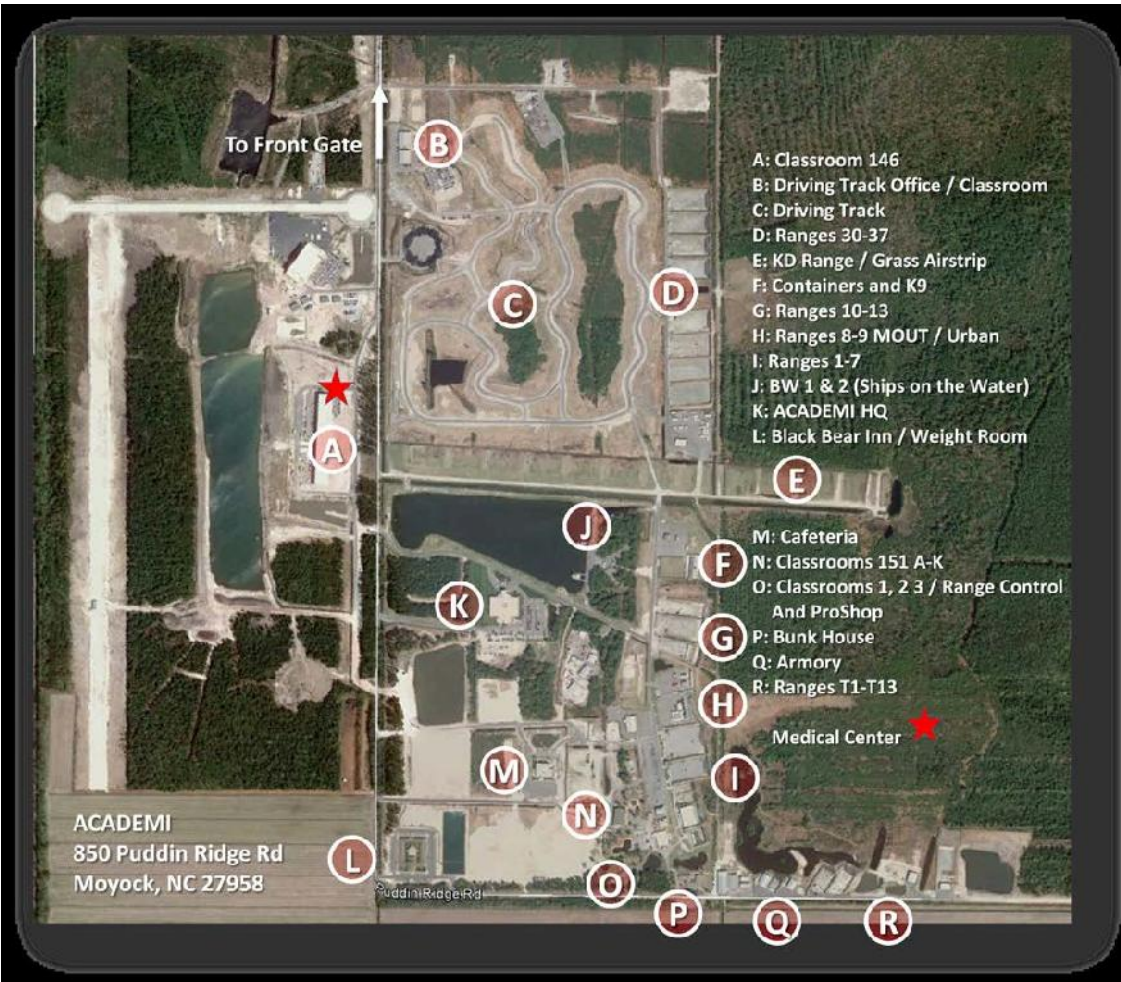 To Front Gate
B
A: Classroom 146
B: Driving Track Office / Classroom
C: Driving Track
D: Ranges 30-37
E: KD Range / Grass Airstrip
F: Containers and K9
G: Ranges 10-13
H: Ranges 8-9 MOUT / Urban
I: Ranges 1-7
J: BW 1 & 2 (Ships on the Water)
K: ACADEMI HQ
L: Black Bear Inn / Weight Room
C
D
A
E
J
M: Cafeteria
N: Classrooms 151 A-K
O: Classrooms 1, 2 3 / Range Control
And ProShop
P: Bunk House
Q: Armory
R: Ranges T1-T13
F
K
G
H
Medical Center
M
I
N
ACADEMI
850 Puddin Ridge Rd
Moyock, NC 27958
L
Puddin Ridge Rd
O
P
Q
R